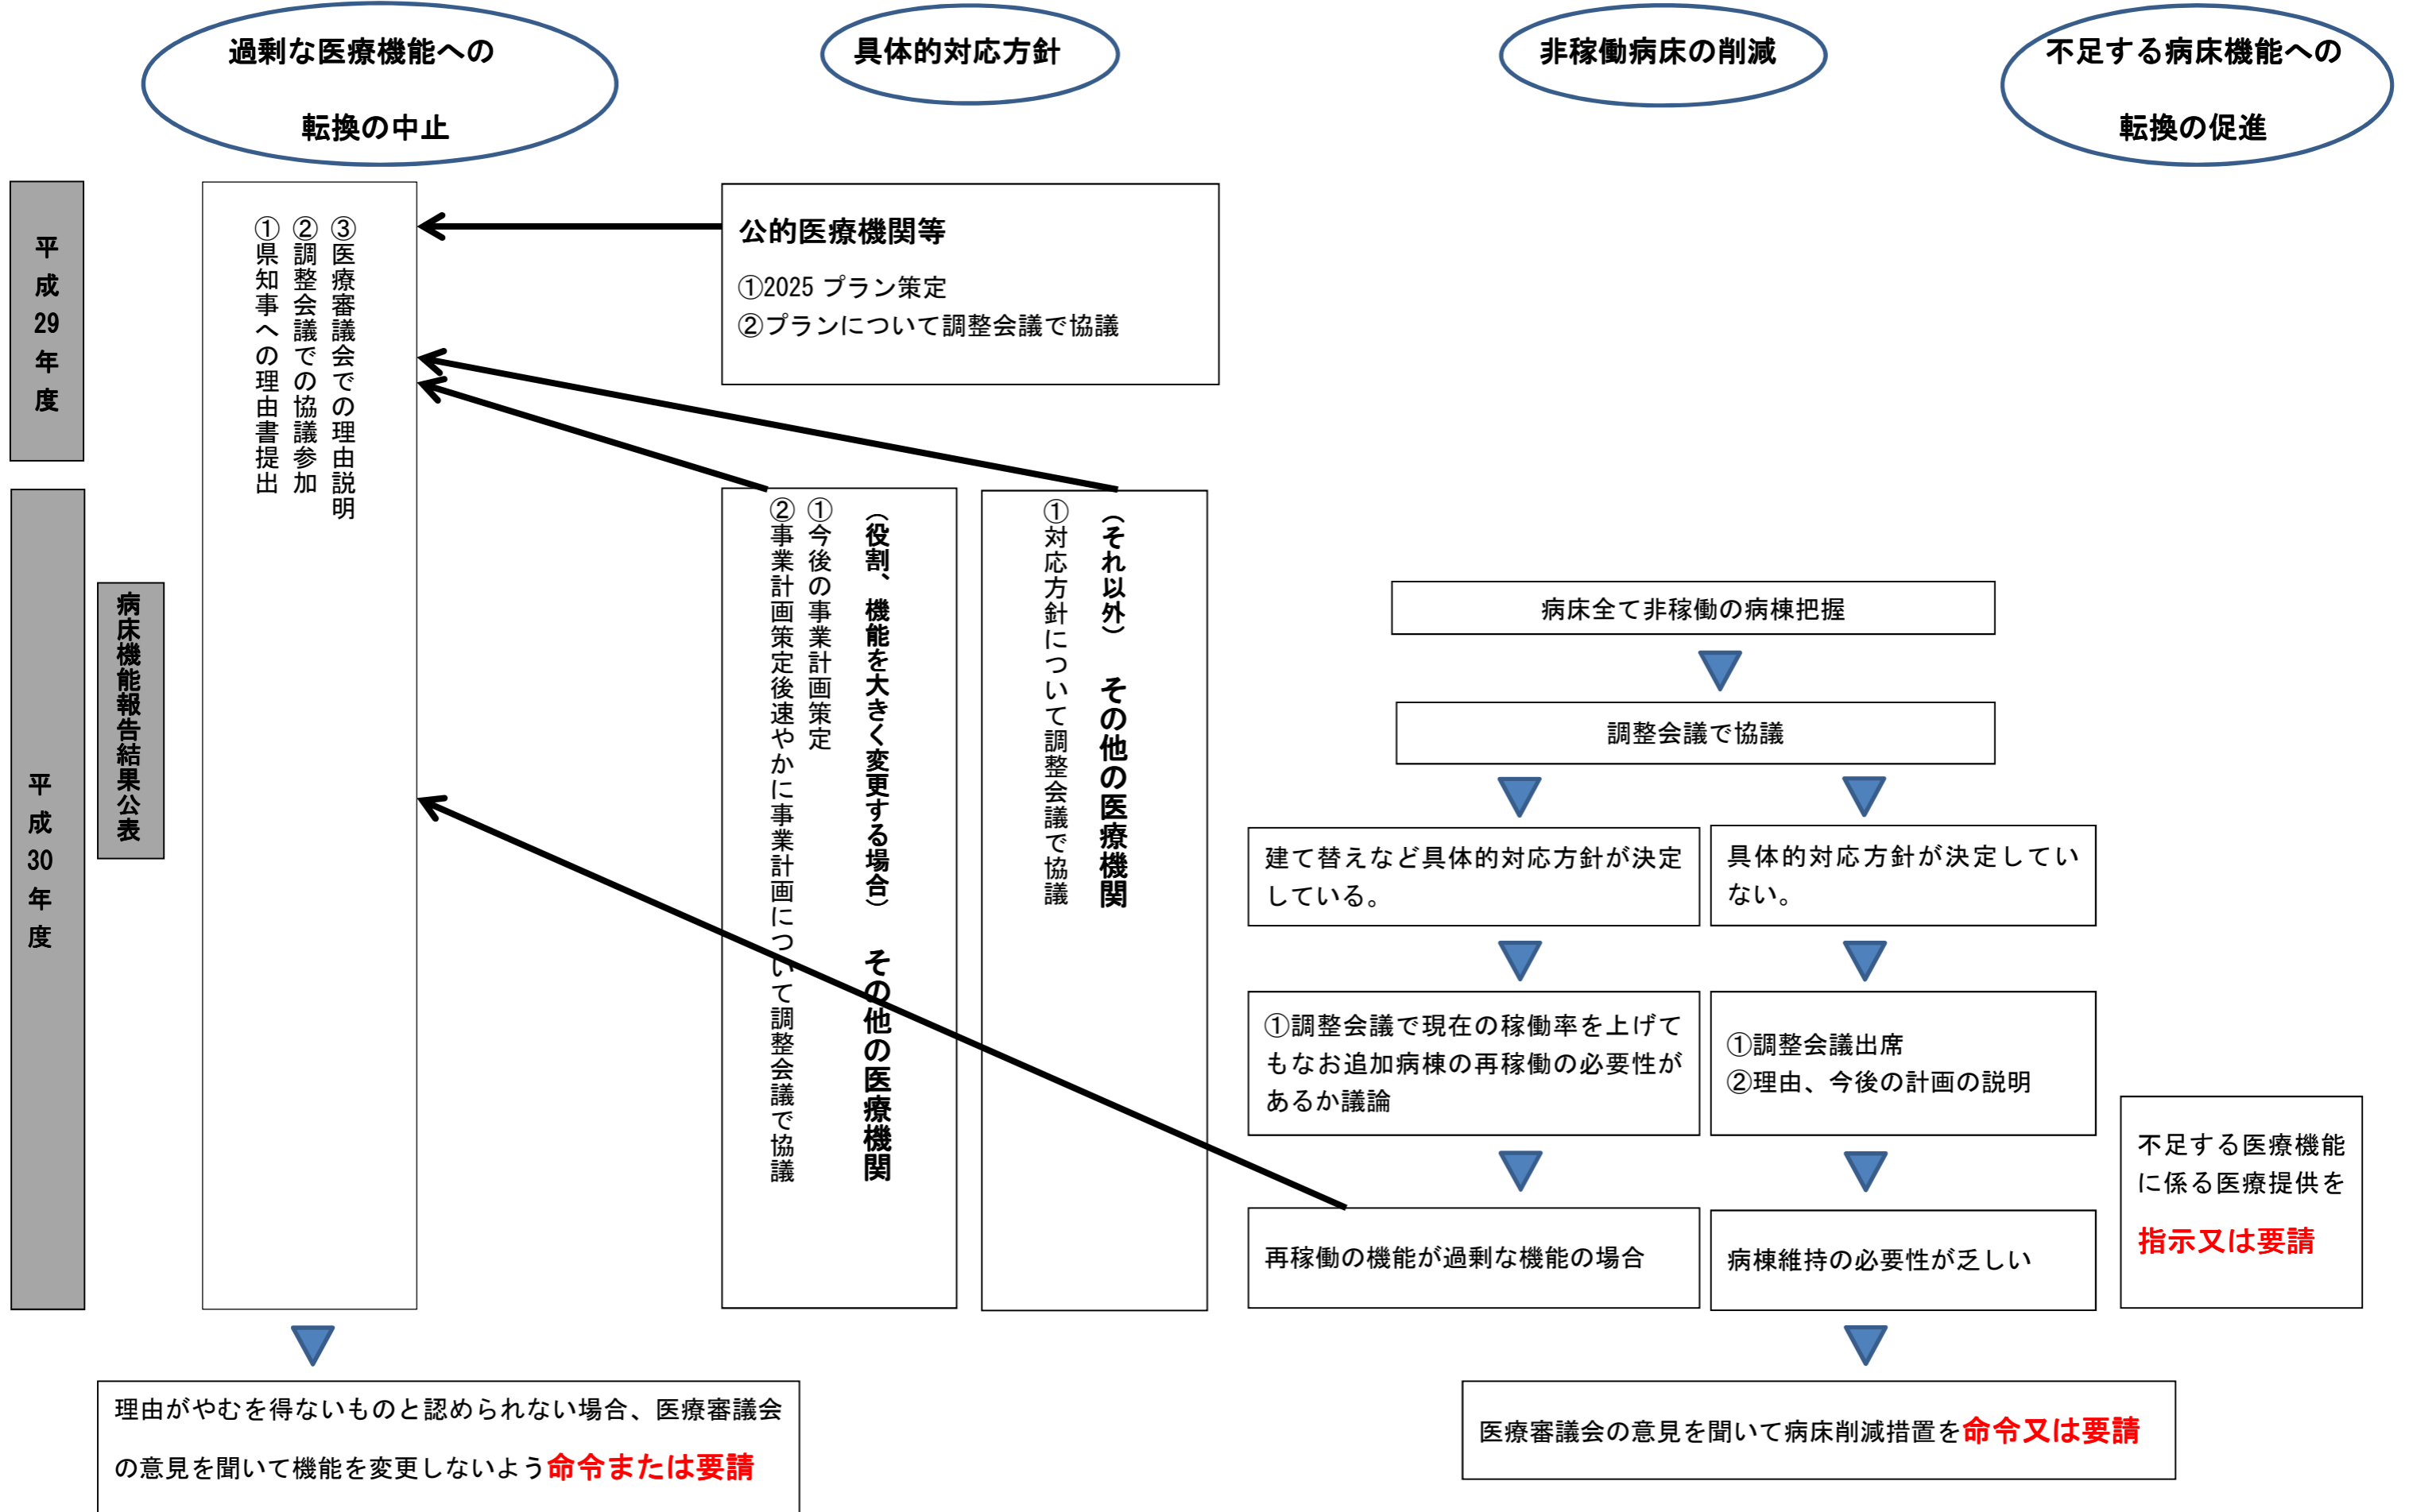 過剰な医療機能への
転換の中止
具体的対応方針
非稼働病床の削減
不足する病床機能への
転換の促進
平成29年度
③医療審議会での理由説明
②調整会議での協議参加
①県知事への理由書提出
公的医療機関等
①2025 プラン策定
②プランについて調整会議で協議
平成30年度
病床機能報告結果公表
（役割、機能を大きく変更する場合） その他の医療機関
①今後の事業計画策定
②事業計画策定後速やかに事業計画について調整会議で協議
（それ以外） その他の医療機関
①対応方針について調整会議で協議
病床全て非稼働の病棟把握
調整会議で協議
建て替えなど具体的対応方針が決定
している。
具体的対応方針が決定してい
ない。
①調整会議で現在の稼働率を上げて
もなお追加病棟の再稼働の必要性が
あるか議論
①調整会議出席
②理由、今後の計画の説明
再稼働の機能が過剰な機能の場合
病棟維持の必要性が乏しい
不足する医療機能
に係る医療提供を
指示又は要請
理由がやむを得ないものと認められない場合、医療審議会
の意見を聞いて機能を変更しないよう命令または要請
医療審議会の意見を聞いて病床削減措置を命令又は要請